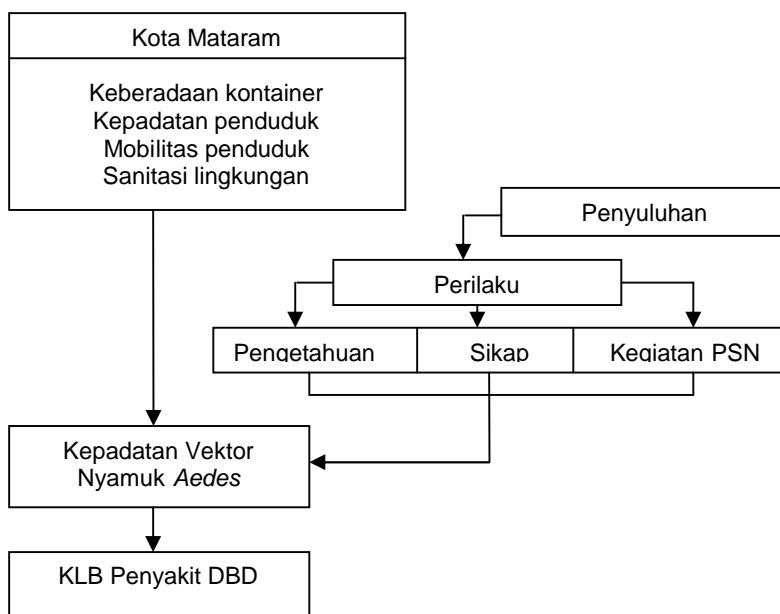 Kota Mataram
Keberadaan kontainer
Kepadatan penduduk
Mobilitas penduduk
Sanitasi lingkungan
Penyuluhan
Perilaku
Pengetahuan
Sikap
Kegiatan PSN
Kepadatan Vektor
Nyamuk Aedes
KLB Penyakit DBD